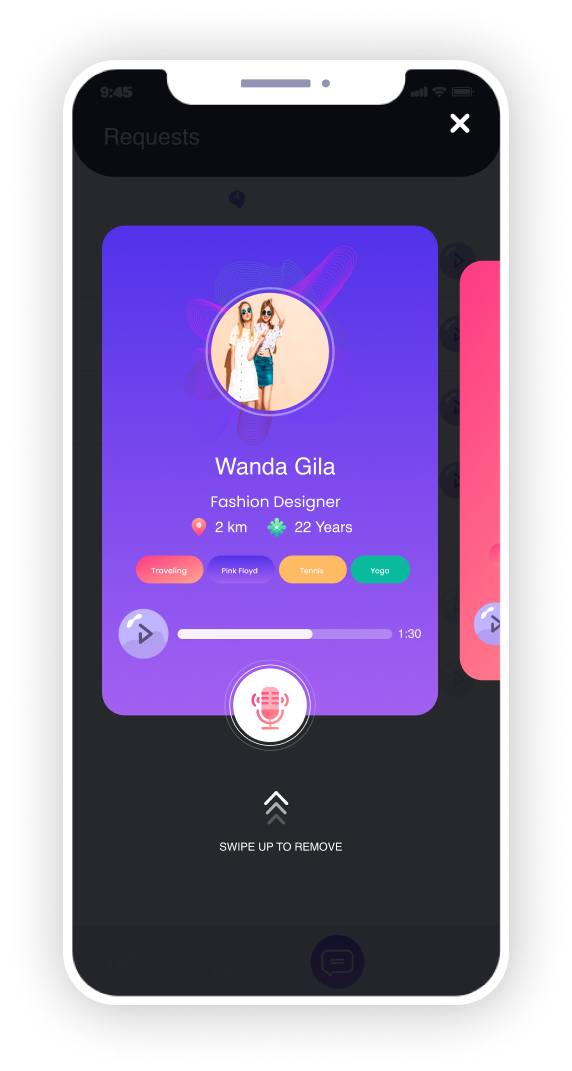 9:45
Requests
Wanda Gila
Fashion Designer
2 km 22 Years
Traveling Pink Floyd Tennis Yoga
1:30
SWIPE UP TO REMOVE